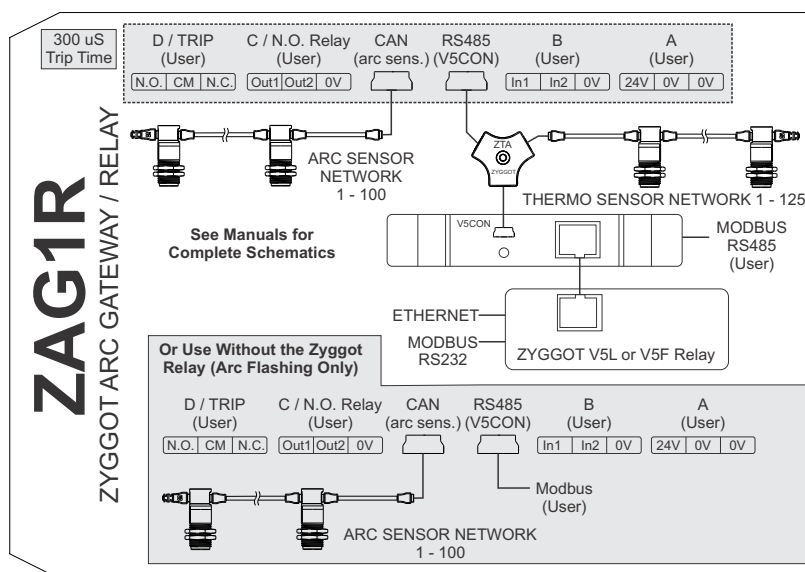 300 uS
Trip Time
D / TRIP
(User)
C / N.O. Relay
(User)
CAN
(arc sens.)
RS485
(V5CON)
B
(User)
A
(User)
N.O. CM N.C.
Out1 Out2 0V
In1 In2 0V
24V 0V 0V
ZAG1R
ZYGGOT ARC GATEWAY / RELAY
ARC SENSOR
NETWORK
1 - 100
ZTA
ZYGGOT
THERMO SENSOR NETWORK 1 - 125
See Manuals for
Complete Schematics
V5CON
MODBUS
RS485
(User)
ETHERNET
MODBUS
RS232
ZYGGOT V5L or V5F Relay
Or Use Without the Zyggot
Relay (Arc Flashing Only)
D / TRIP
(User)
C / N.O. Relay
(User)
CAN
(arc sens.)
RS485
(V5CON)
B
(User)
A
(User)
N.O. CM N.C.
Out1 Out2 0V
In1 In2 0V
24V 0V 0V
Modbus
(User)
ARC SENSOR NETWORK
1 - 100